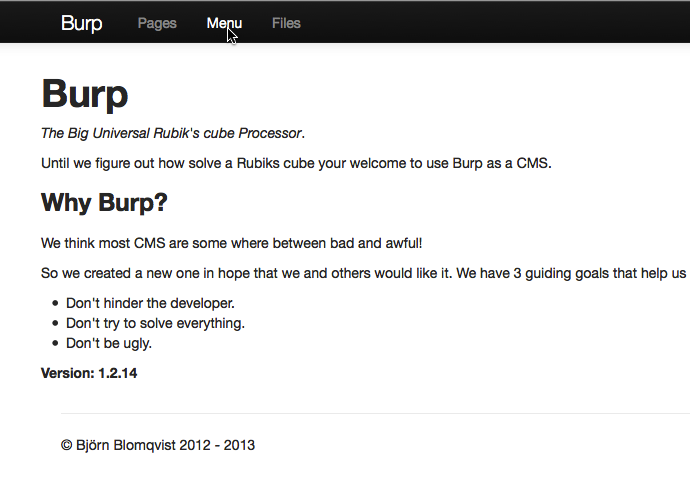 Burp Pages Menu Files
Burp
The Big Universal Rubik's cube Processor.
Until we figure out how solve a Rubiks cube your welcome to use Burp as a CMS.
Why Burp?
We think most CMS are some where between bad and awful!
So we created a new one in hope that we and others would like it. We have 3 guiding goals that help us
• Don't hinder the developer.
• Don't try to solve everything.
• Don't be ugly.
Version: 1.2.14
© Björn Blomqvist 2012 - 2013